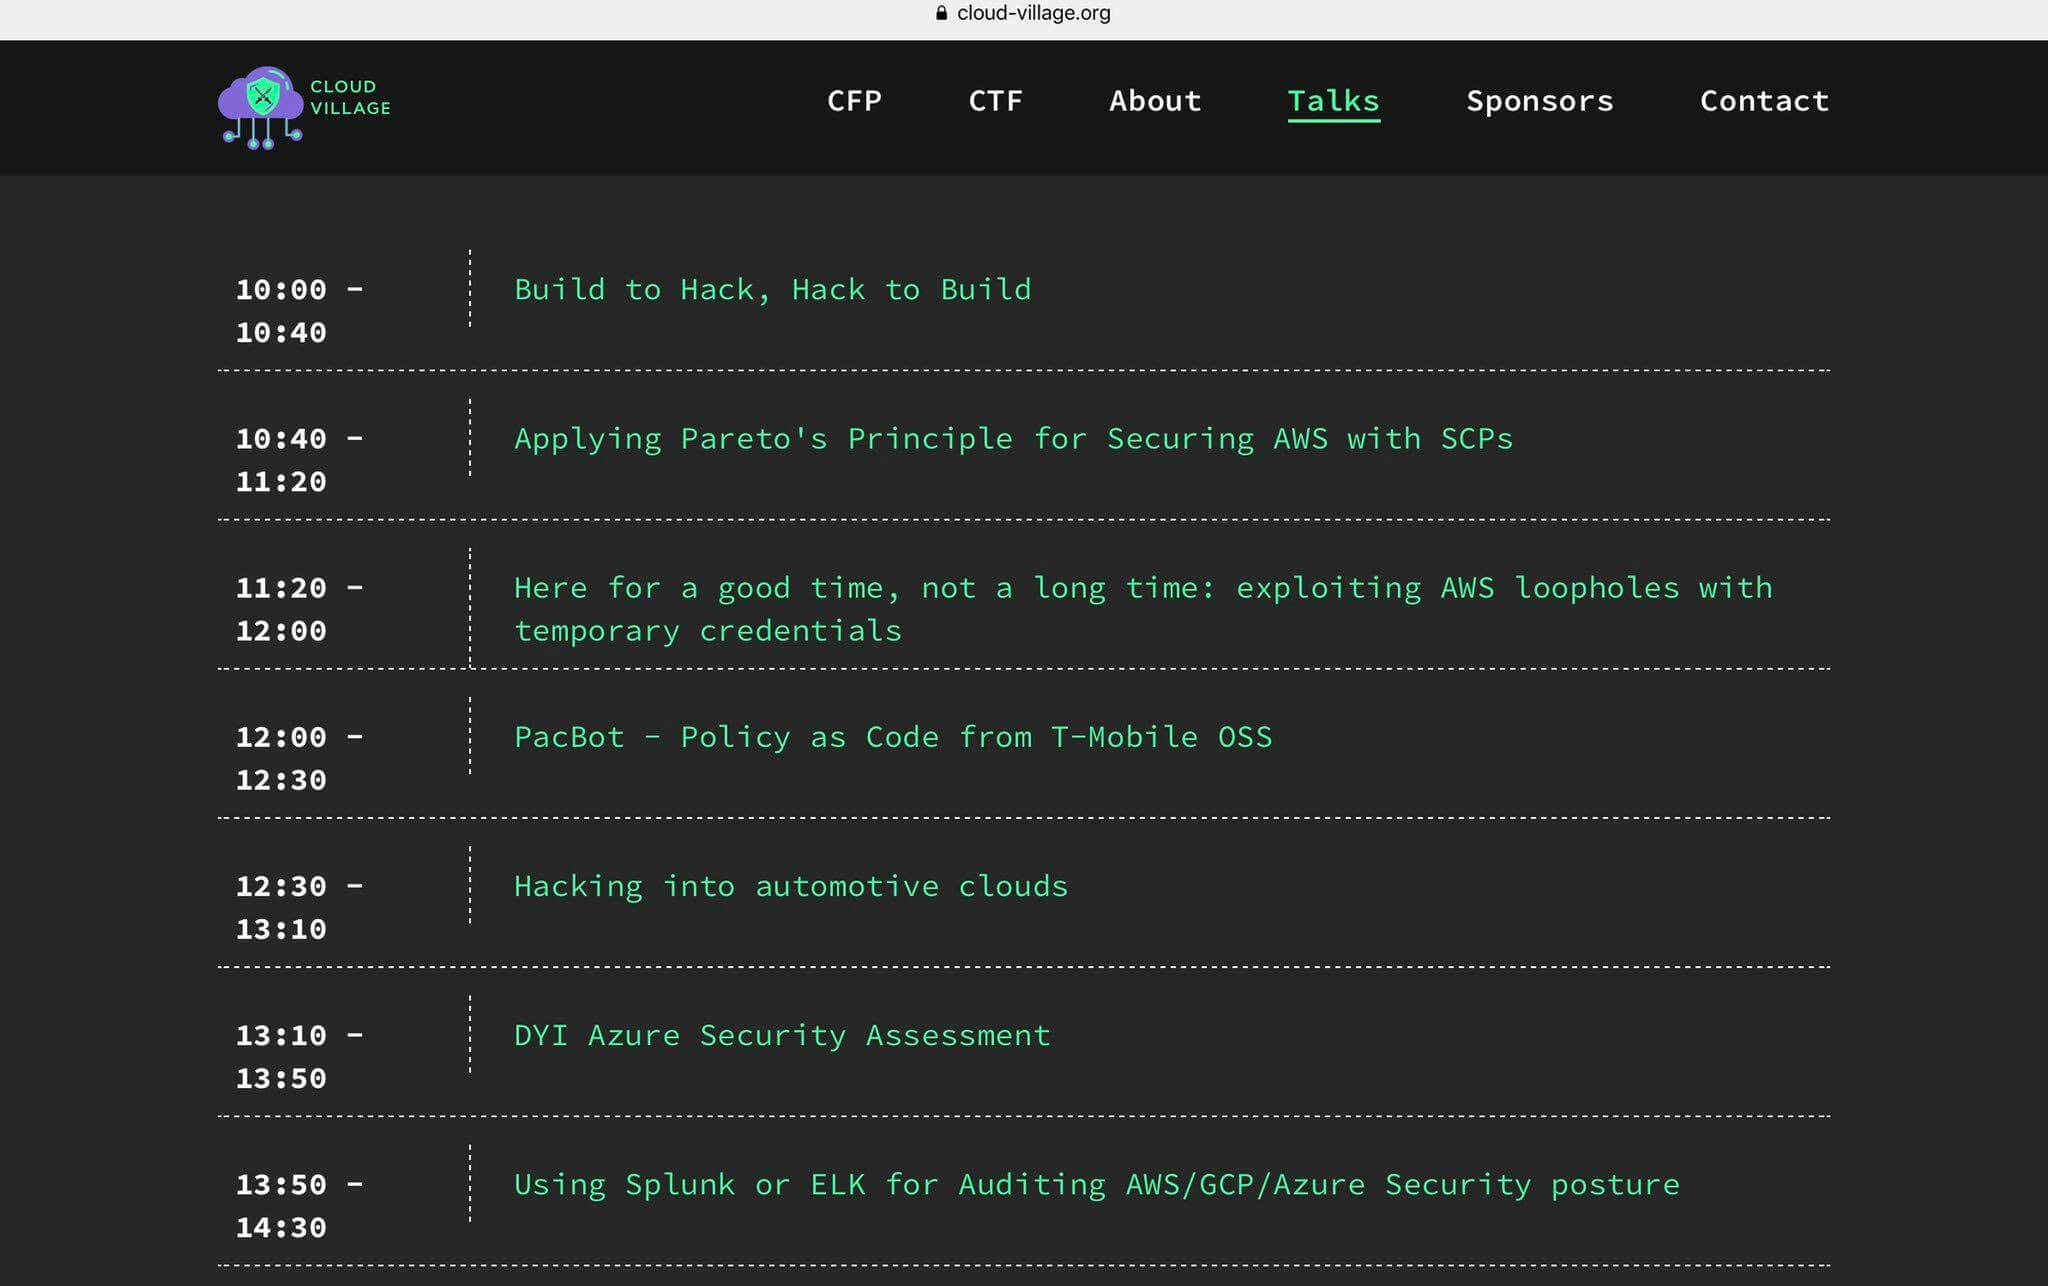 cloud-village.org
CLOUD
VILLAGE
CFP CTF About Talks Sponsors Contact
10:00 –
10:40
Build to Hack, Hack to Build
10:40 –
11:20
Applying Pareto's Principle for Securing AWS with SCPs
11:20 –
12:00
Here for a good time, not a long time: exploiting AWS loopholes with
temporary credentials
12:00 –
12:30
PacBot – Policy as Code from T-Mobile OSS
12:30 –
13:10
Hacking into automotive clouds
13:10 –
13:50
DYI Azure Security Assessment
13:50 –
14:30
Using Splunk or ELK for Auditing AWS/GCP/Azure Security posture